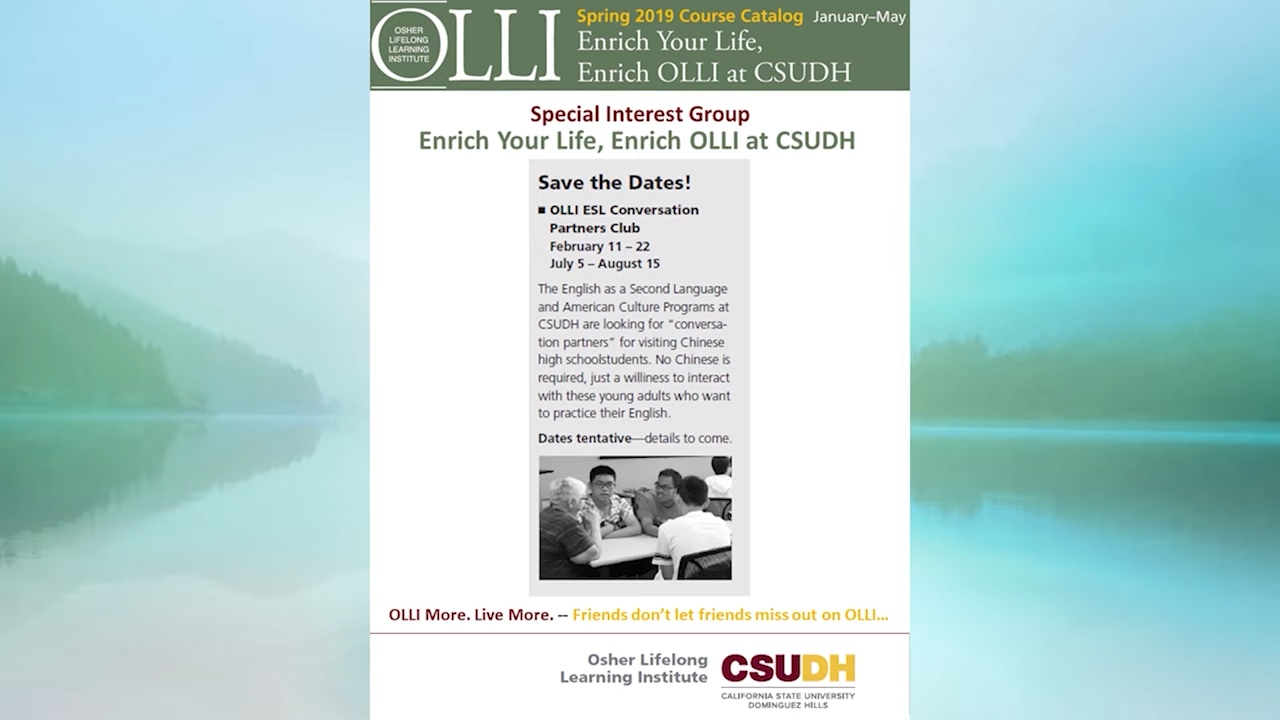 OLLI
OSHER
LIFELONG
LEARNING
INSTITUTE
Spring 2019 Course Catalog January–May
Enrich Your Life,
Enrich OLLI at CSUDH
Special Interest Group
Enrich Your Life, Enrich OLLI at CSUDH
Save the Dates!
■ OLLI ESL Conversation
Partners Club
February 11 – 22
July 5 – August 15
The English as a Second Language
and American Culture Programs at
CSUDH are looking for “conversa-
tion partners” for visiting Chinese
high schoolstudents. No Chinese is
required, just a williness to interact
with these young adults who want
to practice their English.
Dates tentative—details to come.
OLLI More. Live More. -- Friends don’t let friends miss out on OLLI…
Osher Lifelong
Learning Institute
CSUDH
CALIFORNIA STATE UNIVERSITY
DOMINGUEZ HILLS